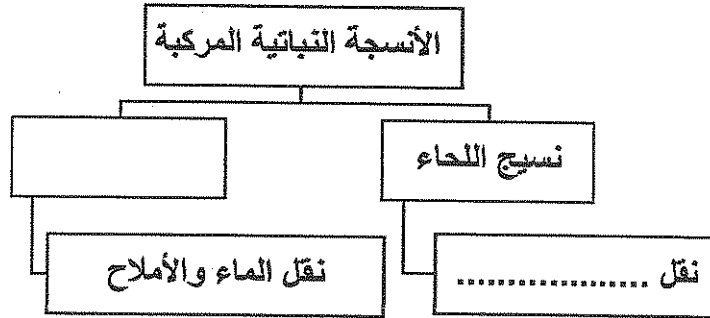 الأنسجة النباتية المركبة
نسيج اللحاء
نقل ...................
نقل الماء والأملاح